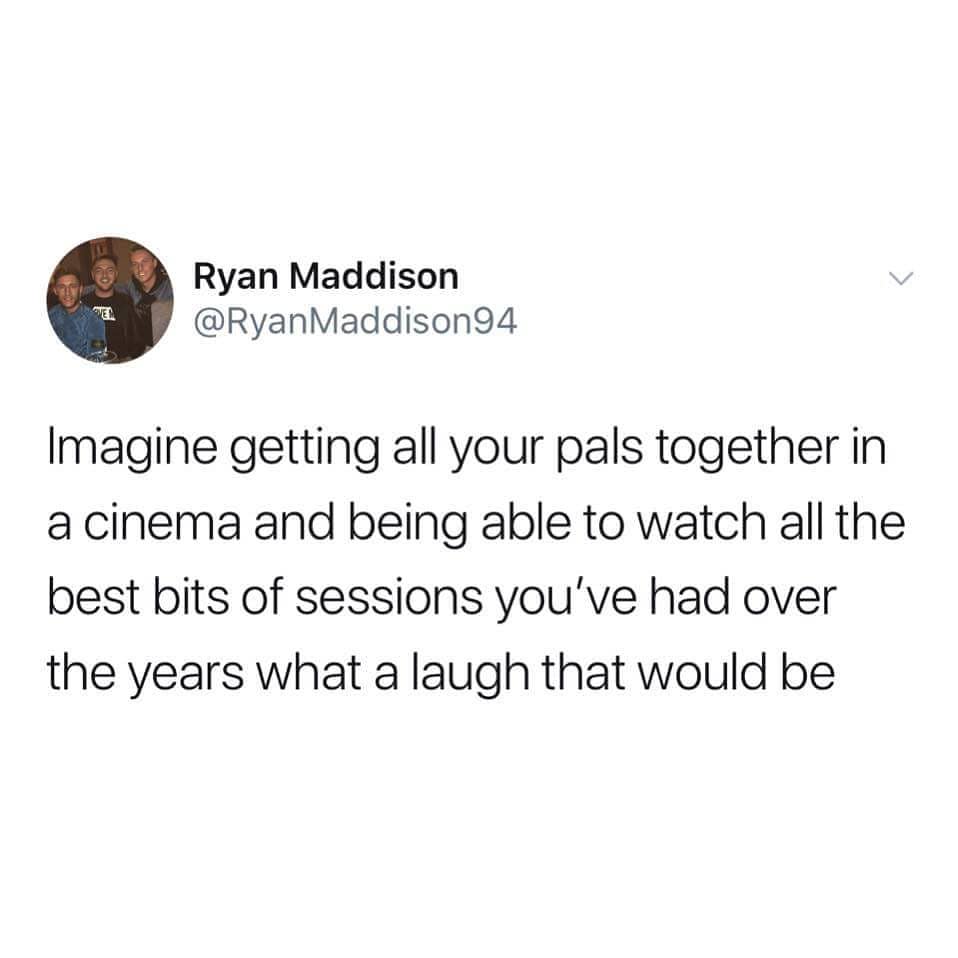 Ryan Maddison
@RyanMaddison94
Imagine getting all your pals together in
a cinema and being able to watch all the
best bits of sessions you've had over
the years what a laugh that would be